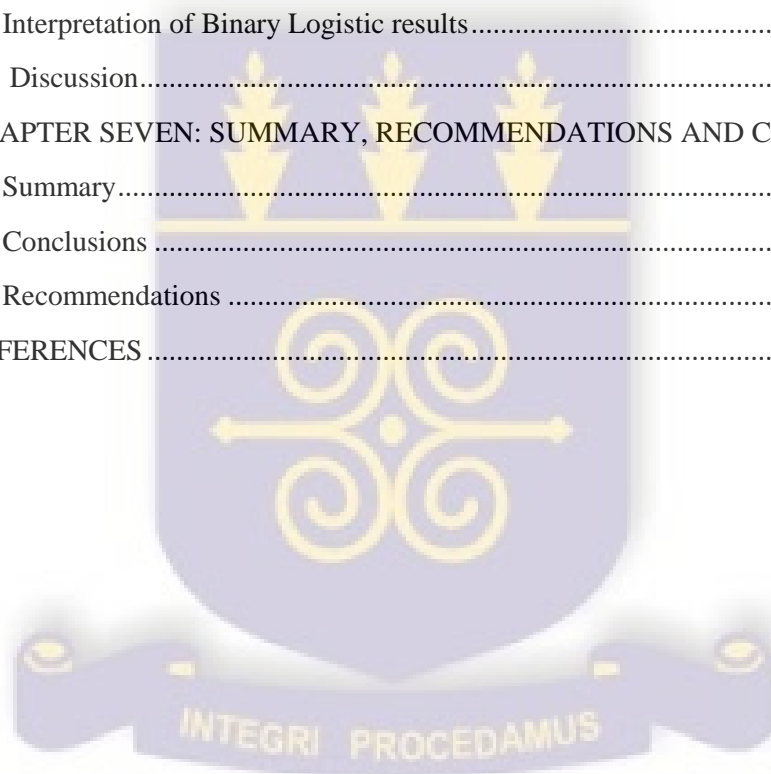 Interpretation of Binary Logistic results................................................
Discussion................................................................................................
APTER SEVEN: SUMMARY, RECOMMENDATIONS AND C
Summary...................................................................................................
Conclusions ..............................................................................................
Recommendations ....................................................................................
FERENCES ...............................................................................................
INTEGRI PROCEDAMUS